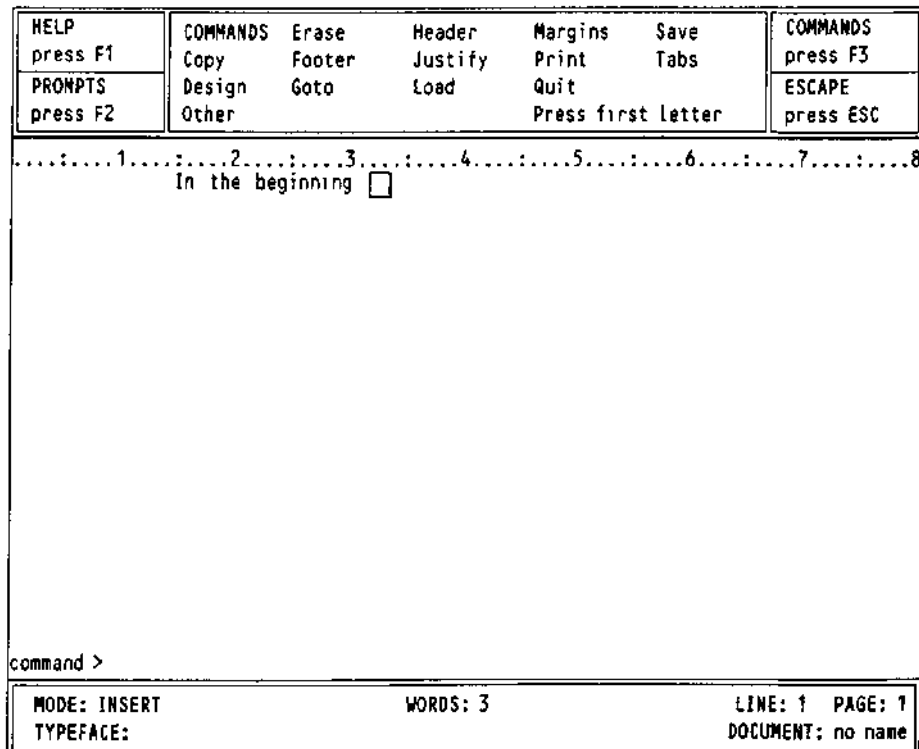 HELP COMMANDS Erase Header Margins Save COMMANDS
press F1 Copy Footer Justify Print Tabs press F3
PROMPTS Design Goto Load Quit ESCAPE
press F2 Other Press first letter press ESC
....:....1....:....2....:....3....:....4....:....5....:....6....:....7....:....8
In the beginning
command >
MODE: INSERT WORDS: 3 LINE: 1 PAGE: 1
TYPEFACE: DOCUMENT: no name